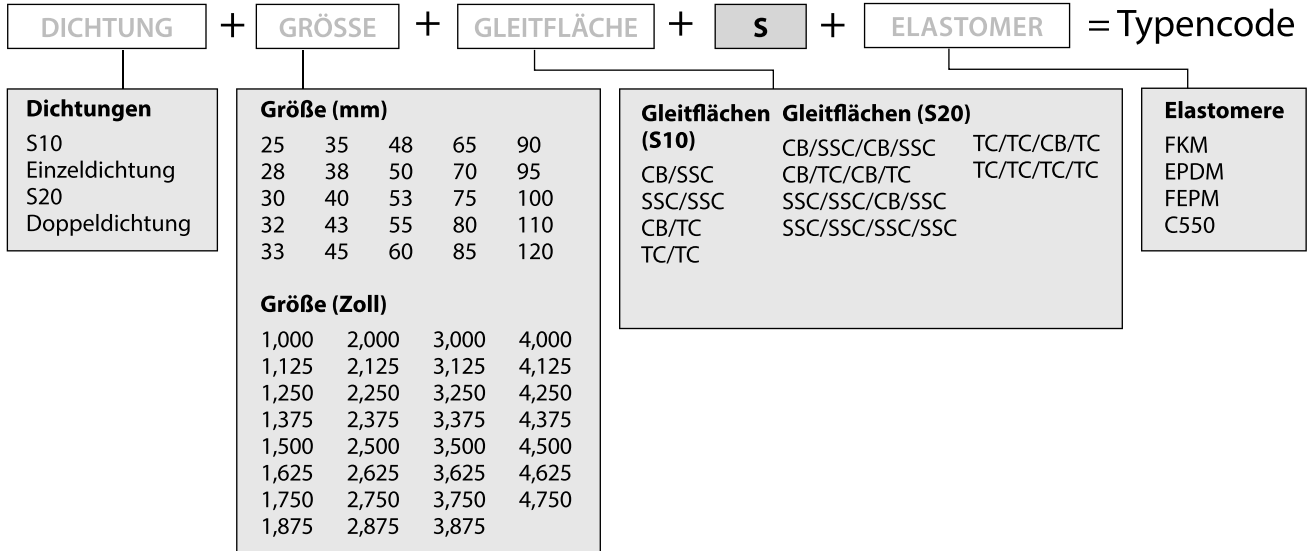 DICHTUNG + GRÖSSE + GLEITFLÄCHE + S + ELASTOMER = Typencode
Dichtungen
S10
Einzeldichtung
S20
Doppeldichtung
Größe (mm)
25 35 48 65 90
28 38 50 70 95
30 40 53 75 100
32 43 55 80 110
33 45 60 85 120
Größe (Zoll)
1,000 2,000 3,000 4,000
1,125 2,125 3,125 4,125
1,250 2,250 3,250 4,250
1,375 2,375 3,375 4,375
1,500 2,500 3,500 4,500
1,625 2,625 3,625 4,625
1,750 2,750 3,750 4,750
1,875 2,875 3,875
Gleitflächen
(S10)
CB/SSC
SSC/SSC
CB/TC
TC/TC
Gleitflächen (S20)
CB/SSC/CB/SSC
CB/TC/CB/TC
SSC/SSC/CB/SSC
SSC/SSC/SSC/SSC
TC/TC/CB/TC
TC/TC/TC/TC
Elastomere
FKM
EPDM
FEPM
C550